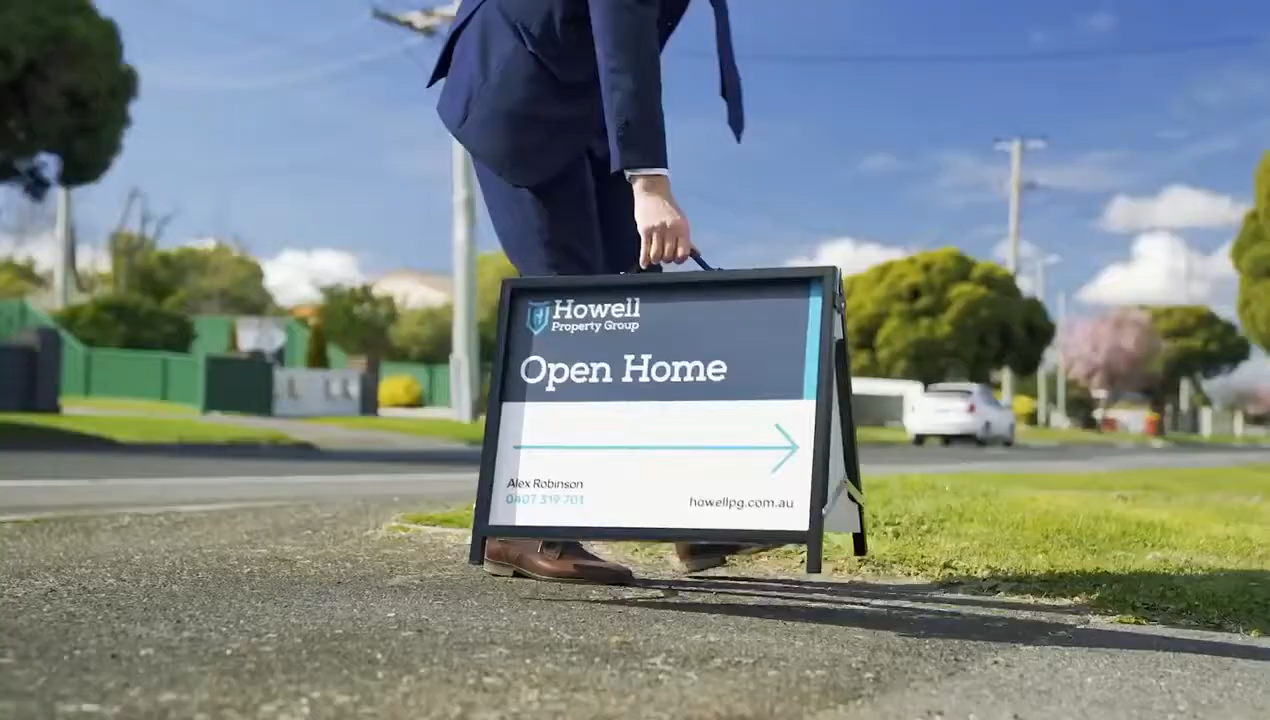 Howell
Property Group
Open Home
Alex Robinson
0407 319 701
howellpg.com.au